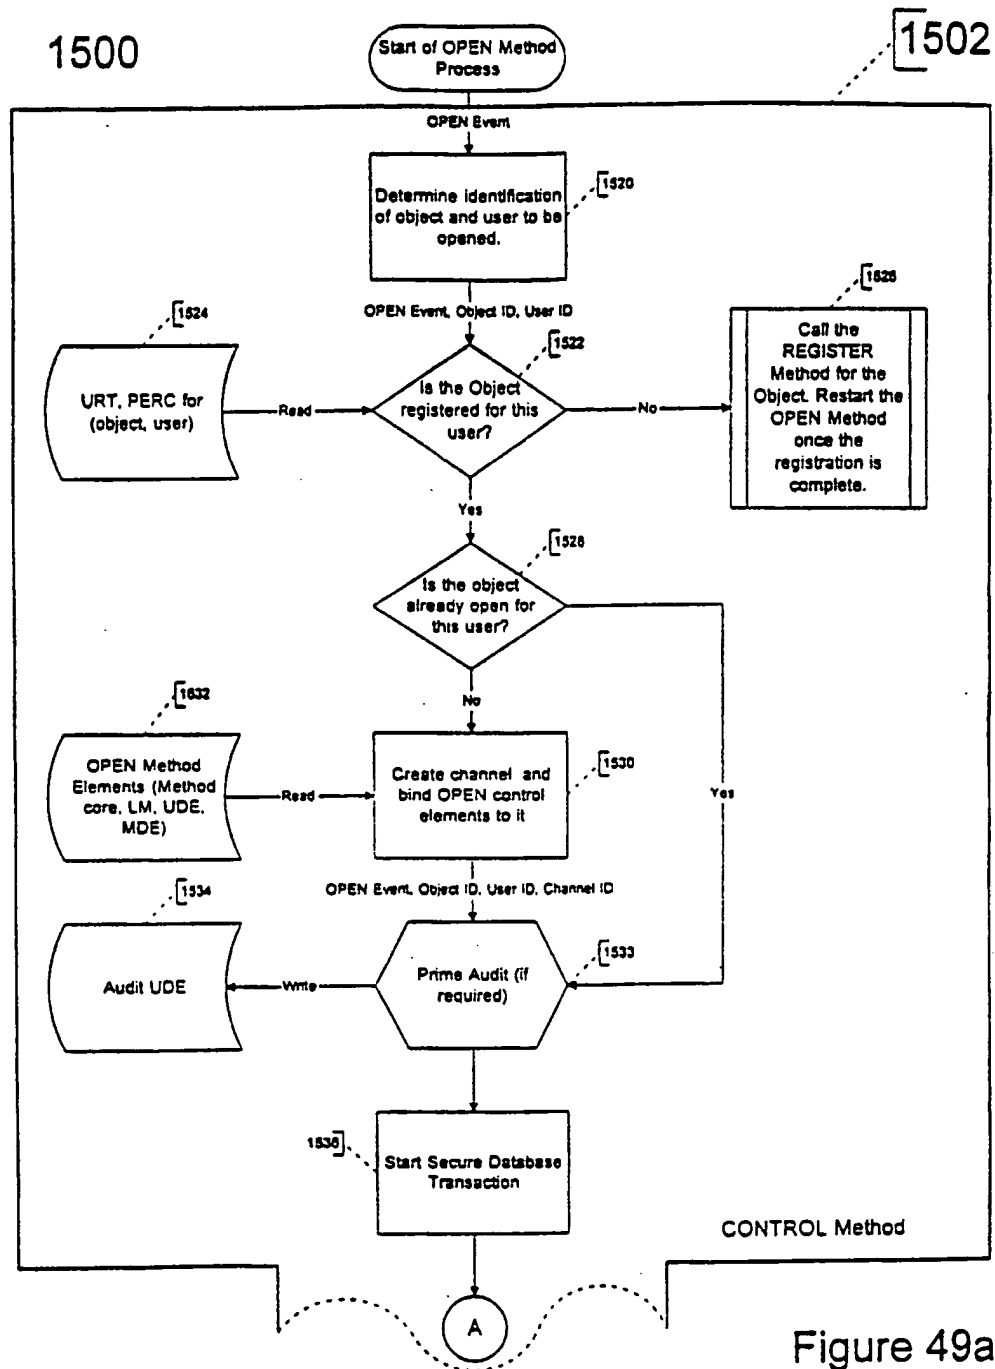 1500
1502
Start of OPEN Method
Process
OPEN Event
1520
Determine identification
of object and user to be
opened.
OPEN Event, Object ID, User ID
1524
1522
1526
URT, PERC for
(object, user)
Read
Is the Object
registered for this
user?
No
Call the
REGISTER
Method for the
Object. Restart the
OPEN Method
once the
registration is
complete.
Yes
1528
Is the object
already open for
this user?
No
Yes
1532
OPEN Method
Elements (Method
core, LM, UDE,
MDE)
Read
Create channel and
bind OPEN control
elements to it
1530
OPEN Event, Object ID, User ID, Channel ID
1534
Audit UDE
Write
Prime Audit (if
required)
1533
1536
Start Secure Database
Transaction
CONTROL Method
A
Figure 49a